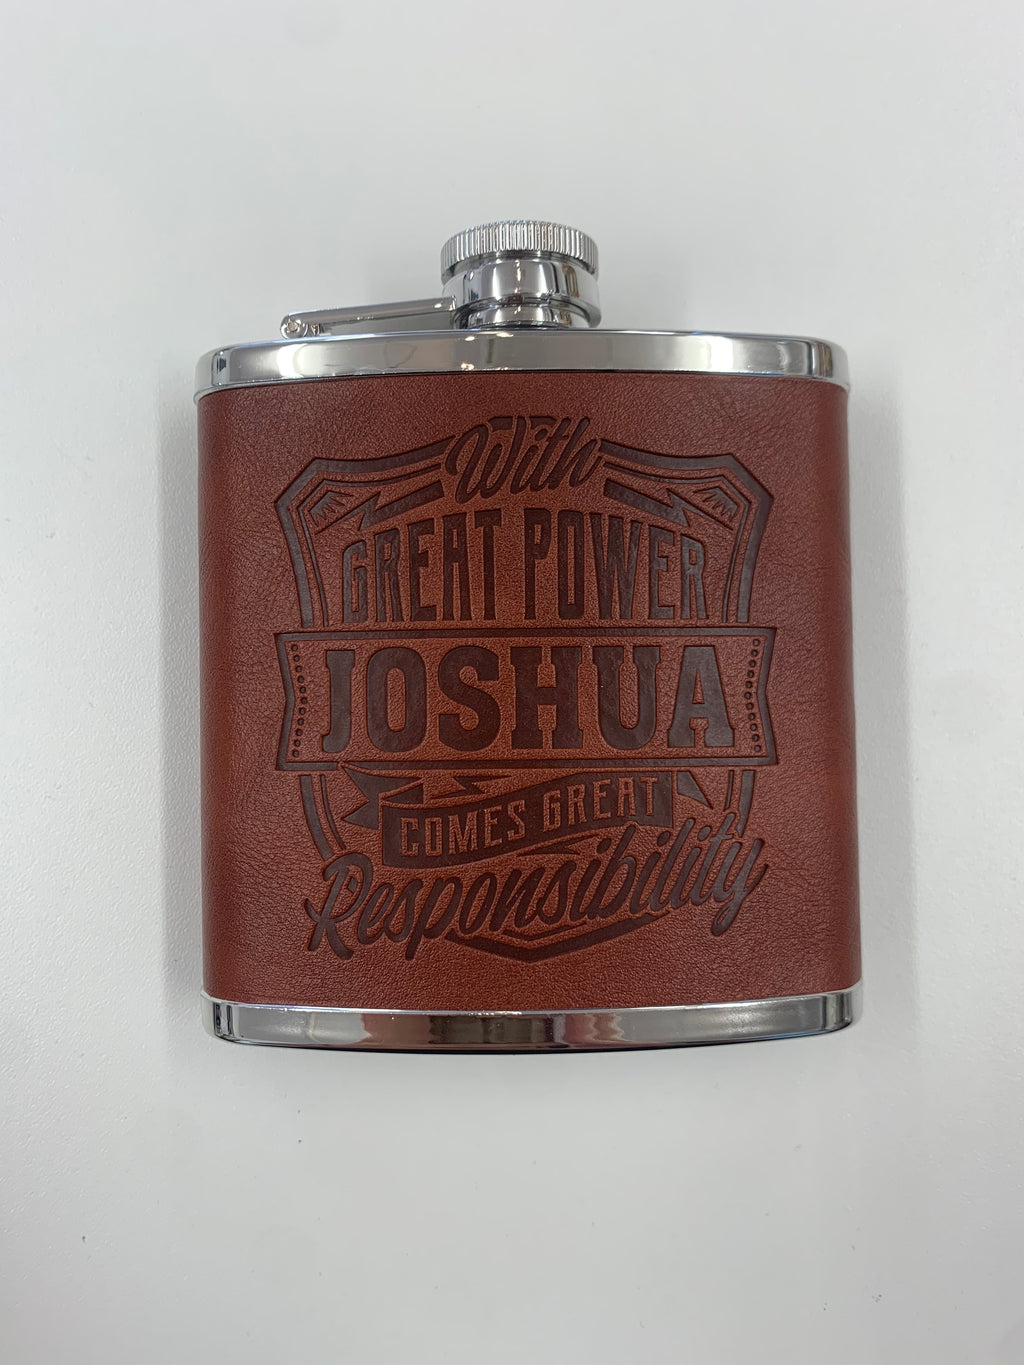 With
GREAT POWER
JOSHUA
COMES GREAT
Responsibility